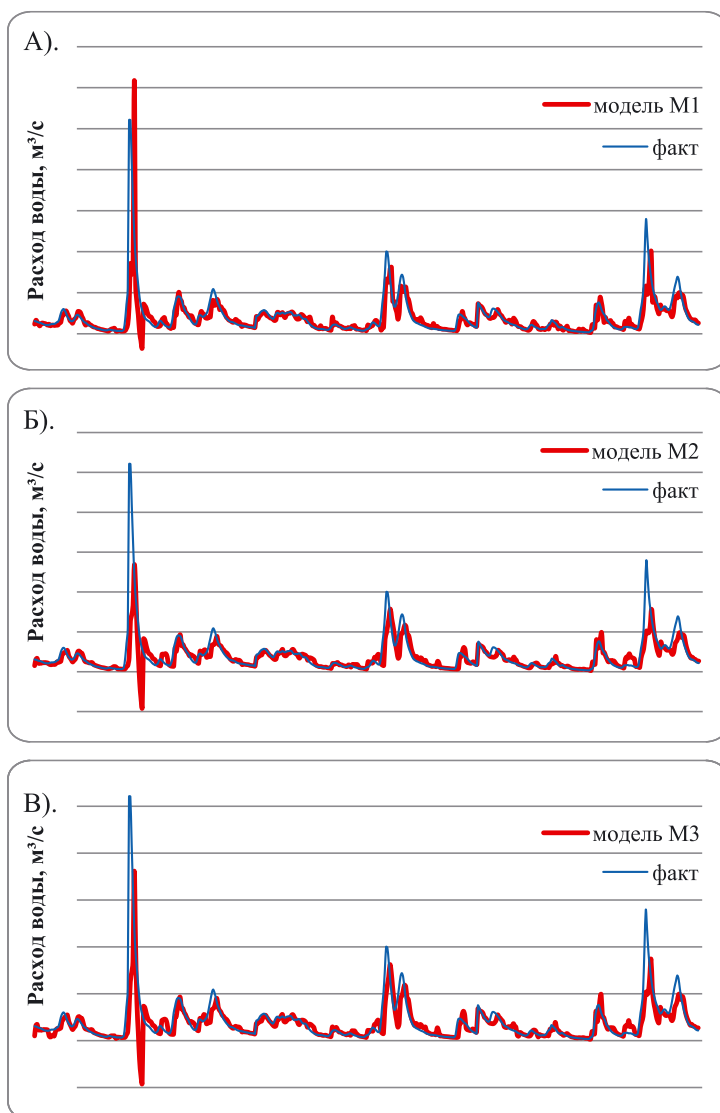 А).
Расход воды, м³/с
модель М1
факт
Б).
Расход воды, м³/с
модель М2
факт
В).
Расход воды, м³/с
модель М3
факт